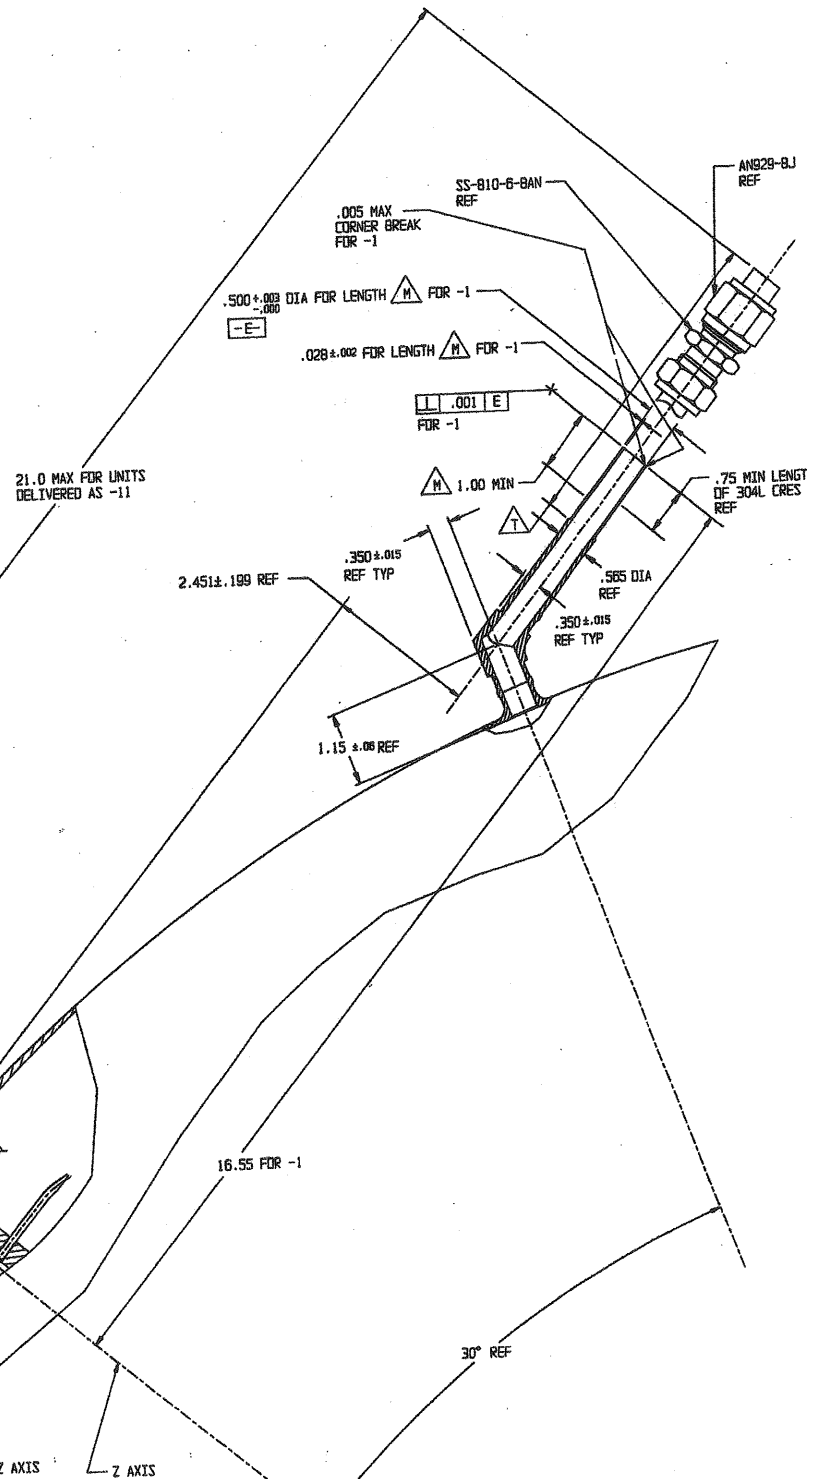 AN929-8J
REF
SS-810-6-8AN
REF
.005 MAX
CORNER BREAK
FOR -1
.500 +.003 -.000 DIA FOR LENGTH M FOR -1
-E-
.028±.002 FOR LENGTH M FOR -1
⊥ .001 E
FOR -1
21.0 MAX FOR UNITS
DELIVERED AS -11
M 1.00 MIN
.75 MIN LENGT
OF 304L CRES
REF
T
.350±.015
REF TYP
2.451±.199 REF
.565 DIA
REF
.350±.015
REF TYP
1.15 ±.06 REF
16.55 FOR -1
30° REF
Z AXIS
Z AXIS